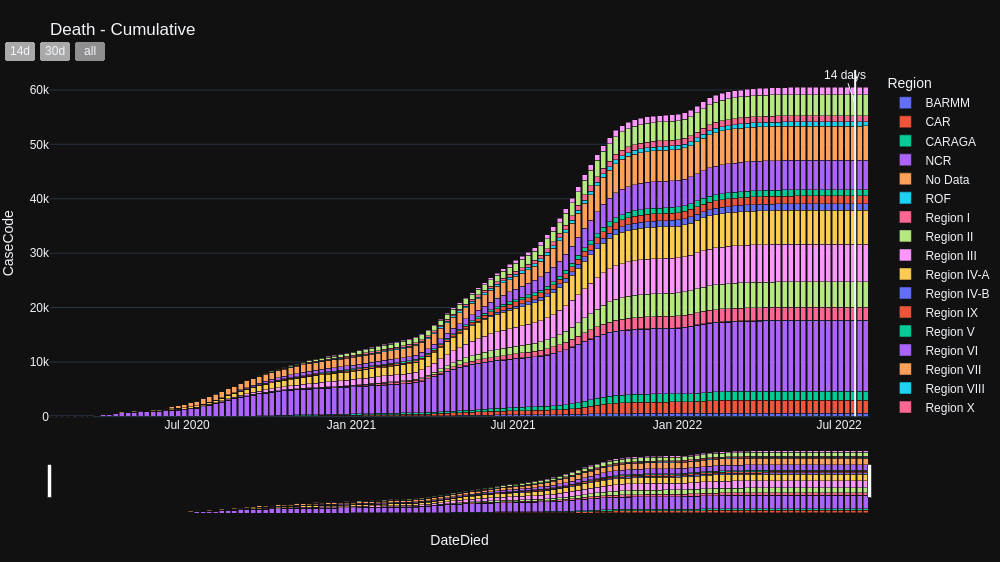 Death - Cumulative
14d
30d
all
14 days
60k
50k
40k
30k
20k
10k
0
CaseCode
Jul 2020
Jan 2021
Jul 2021
Jan 2022
Jul 2022
DateDied
Region
BARMM
CAR
CARAGA
NCR
No Data
ROF
Region I
Region II
Region III
Region IV-A
Region IV-B
Region IX
Region V
Region VI
Region VII
Region VIII
Region X